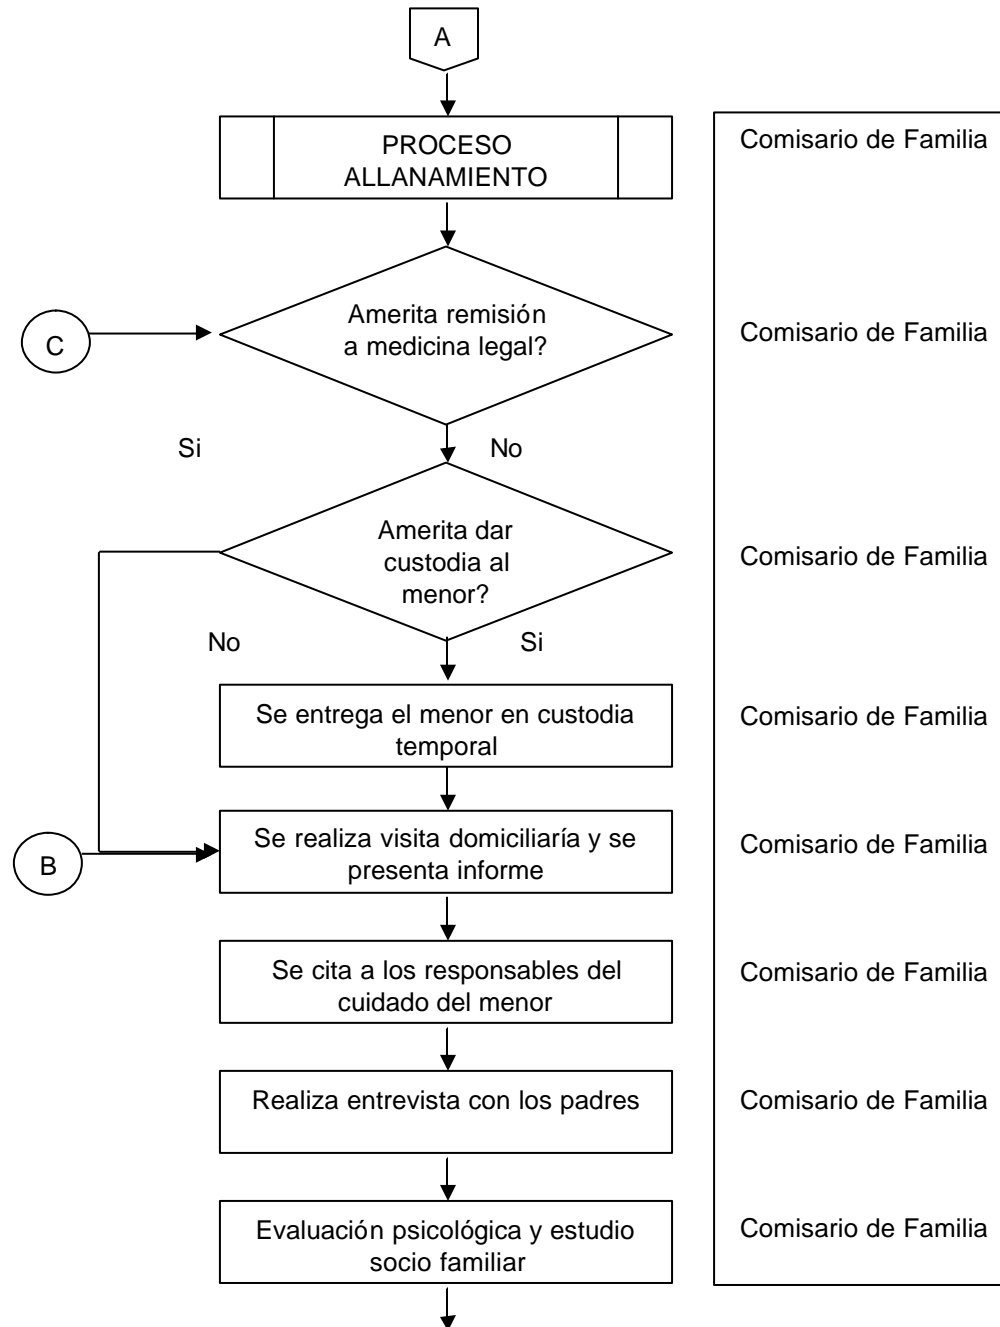 A
PROCESO
ALLANAMIENTO
Comisario de Familia
Amerita remisión
a medicina legal?
Comisario de Familia
C
Si
No
Amerita dar
custodia al
menor?
Comisario de Familia
No
Si
Se entrega el menor en custodia
temporal
Comisario de Familia
Se realiza visita domiciliaría y se
presenta informe
Comisario de Familia
B
Se cita a los responsables del
cuidado del menor
Comisario de Familia
Realiza entrevista con los padres
Comisario de Familia
Evaluación psicológica y estudio
socio familiar
Comisario de Familia